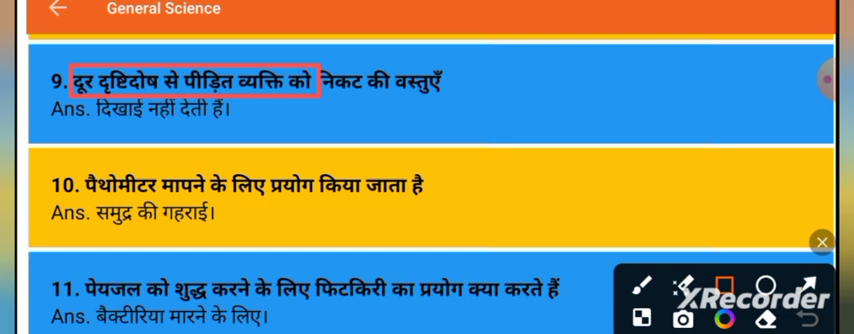 General Science
9. दूर दृष्टिदोष से पीड़ित व्यक्ति को निकट की वस्तुएँ
Ans. दिखाई नहीं देती हैं।
10. पैथोमीटर मापने के लिए प्रयोग किया जाता है
Ans. समुद्र की गहराई।
11. पेयजल को शुद्ध करने के लिए फिटकिरी का प्रयोग क्या करते हैं
Ans. बैक्टीरिया मारने के लिए।
XRecorder